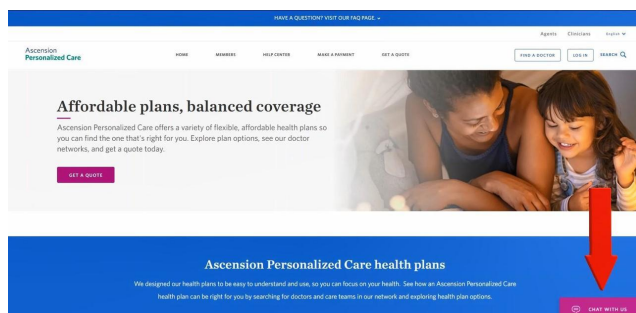 HAVE A QUESTION? VISIT OUR FAQ PAGE.
Agents Clinicians English
Ascension
Personalized Care
HOME MEMBERS HELP CENTER MAKE A PAYMENT GET A QUOTE
FIND A DOCTOR LOG IN SEARCH
Affordable plans, balanced coverage
Ascension Personalized Care offers a variety of flexible, affordable health plans so
you can find the one that's right for you. Explore plan options, see our doctor
networks, and get a quote today.
GET A QUOTE
Ascension Personalized Care health plans
We designed our health plans to be easy to understand and use, so you can focus on your health. See how an Ascension Personalized Care
health plan can be right for you by searching for doctors and care teams in our network and exploring health plan options.
CHAT WITH US